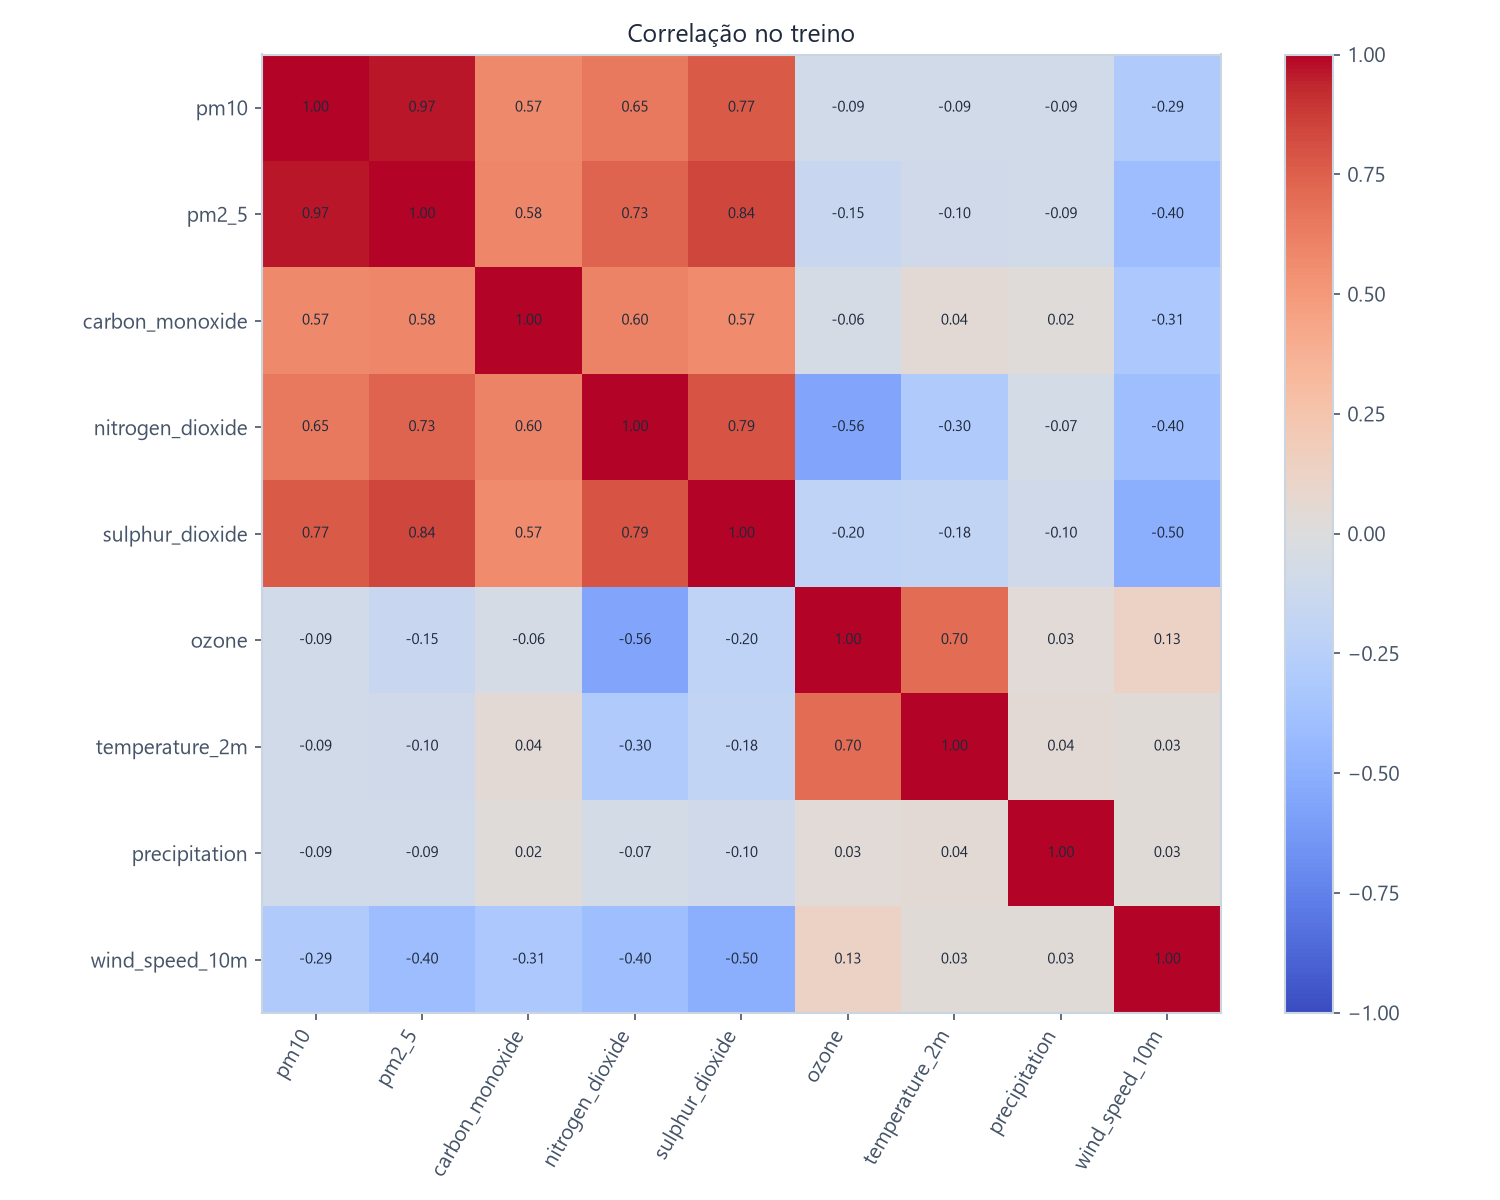 Correlação no treino
pm10 1.00 0.97 0.57 0.65 0.77 -0.09 -0.09 -0.09 -0.29
pm2_5 0.97 1.00 0.58 0.73 0.84 -0.15 -0.10 -0.09 -0.40
carbon_monoxide 0.57 0.58 1.00 0.60 0.57 -0.06 0.04 0.02 -0.31
nitrogen_dioxide 0.65 0.73 0.60 1.00 0.79 -0.56 -0.30 -0.07 -0.40
sulphur_dioxide 0.77 0.84 0.57 0.79 1.00 -0.20 -0.18 -0.10 -0.50
ozone -0.09 -0.15 -0.06 -0.56 -0.20 1.00 0.70 0.03 0.13
temperature_2m -0.09 -0.10 0.04 -0.30 -0.18 0.70 1.00 0.04 0.03
precipitation -0.09 -0.09 0.02 -0.07 -0.10 0.03 0.04 1.00 0.03
wind_speed_10m -0.29 -0.40 -0.31 -0.40 -0.50 0.13 0.03 0.03 1.00
pm10
pm2_5
carbon_monoxide
nitrogen_dioxide
sulphur_dioxide
ozone
temperature_2m
precipitation
wind_speed_10m
1.00
0.75
0.50
0.25
0.00
−0.25
−0.50
−0.75
−1.00